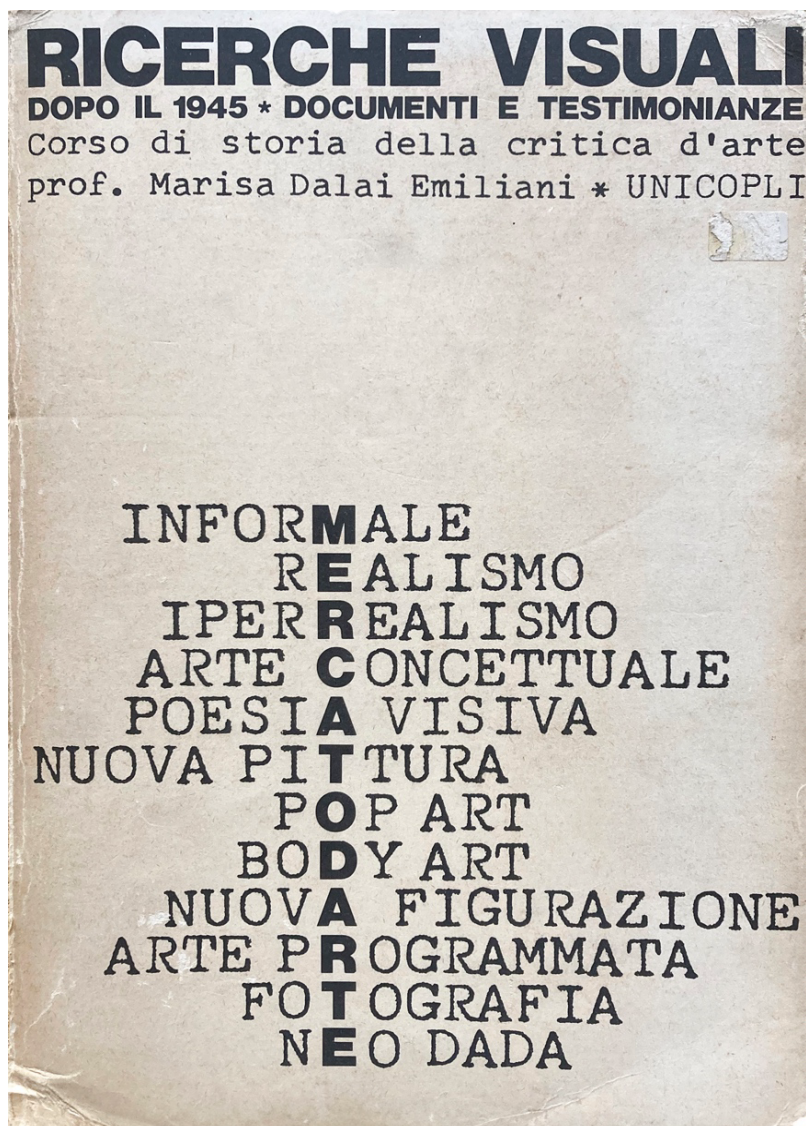 RICERCHE VISUALI
DOPO IL 1945 * DOCUMENTI E TESTIMONIANZE
Corso di storia della critica d'arte
prof. Marisa Dalai Emiliani * UNICOPLI
INFORMALE
REALISMO
IPERREALISMO
ARTE CONCETTUALE
POESIA VISIVA
NUOVA PITTURA
POP ART
BODY ART
NUOVA FIGURAZIONE
ARTE PROGRAMMATA
FOTOGRAFIA
NEO DADA